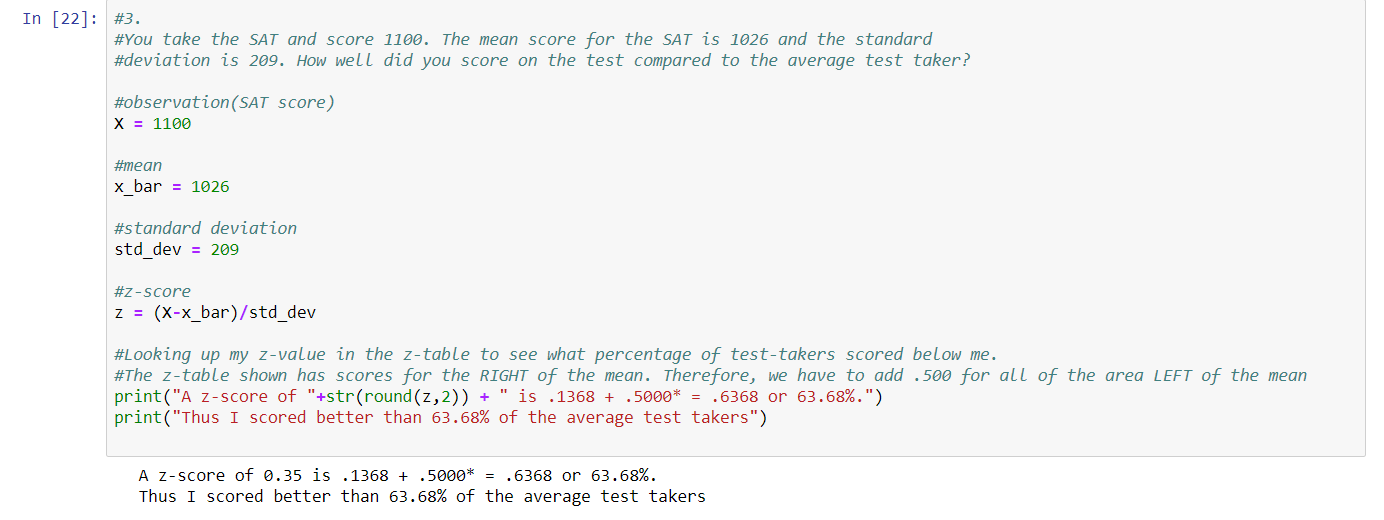 In [22]: #3.
#You take the SAT and score 1100. The mean score for the SAT is 1026 and the standard
#deviation is 209. How well did you score on the test compared to the average test taker?
#observation(SAT score)
X = 1100
#mean
x_bar = 1026
#standard deviation
std_dev = 209
#z-score
z = (X-x_bar)/std_dev
#Looking up my z-value in the z-table to see what percentage of test-takers scored below me.
#The z-table shown has scores for the RIGHT of the mean. Therefore, we have to add .500 for all of the area LEFT of the mean
print("A z-score of "+str(round(z,2)) + " is .1368 + .5000* = .6368 or 63.68%.")
print("Thus I scored better than 63.68% of the average test takers")
A z-score of 0.35 is .1368 + .5000* = .6368 or 63.68%.
Thus I scored better than 63.68% of the average test takers